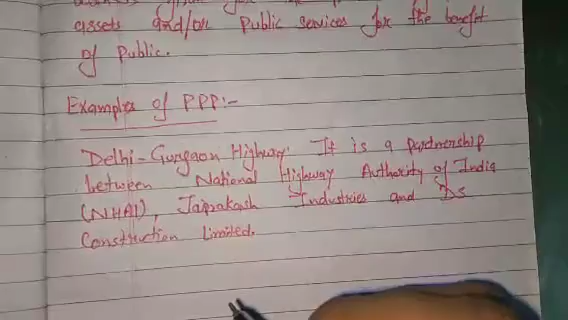 assets and/or Public services for the benefit
of Public.
Examples of PPP:-
Delhi-Gurgaon Highway. It is a partnership
between National Highway Authority of India
(NHAI), Jaiprakash Industries and Ds
Construction Limited.